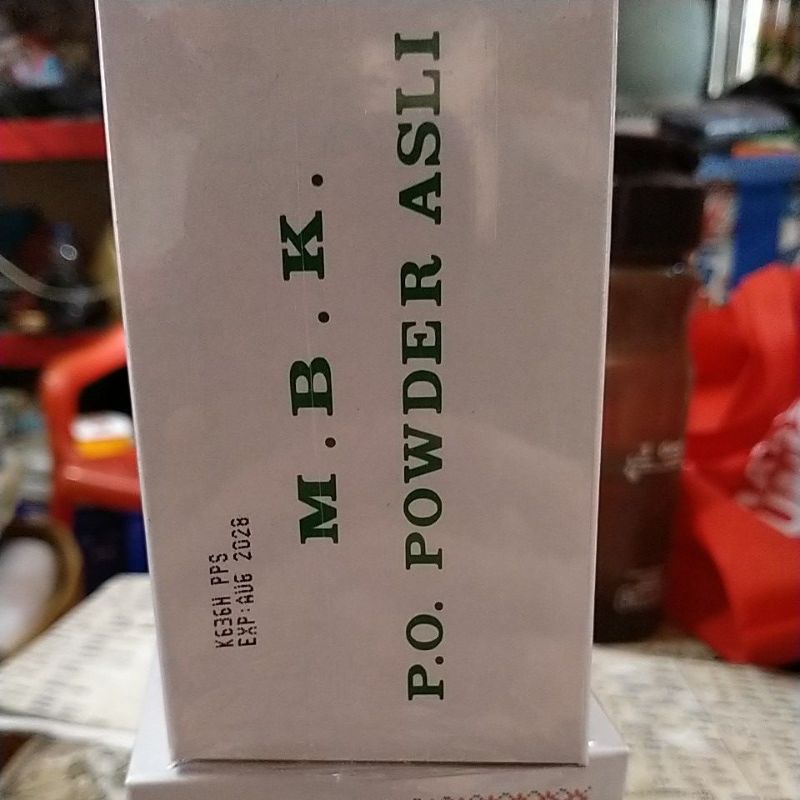 M.B.K.
P.O. POWDER ASLI
K636H PPS
EXP:AUG 2028